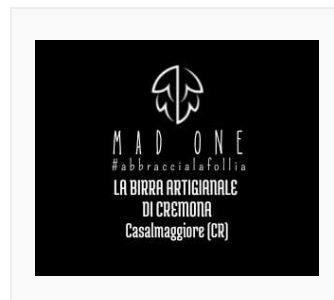 MAD ONE
#abbraccialafollia
LA BIRRA ARTIGIANALE
DI CREMONA
Casalmaggiore (CR)